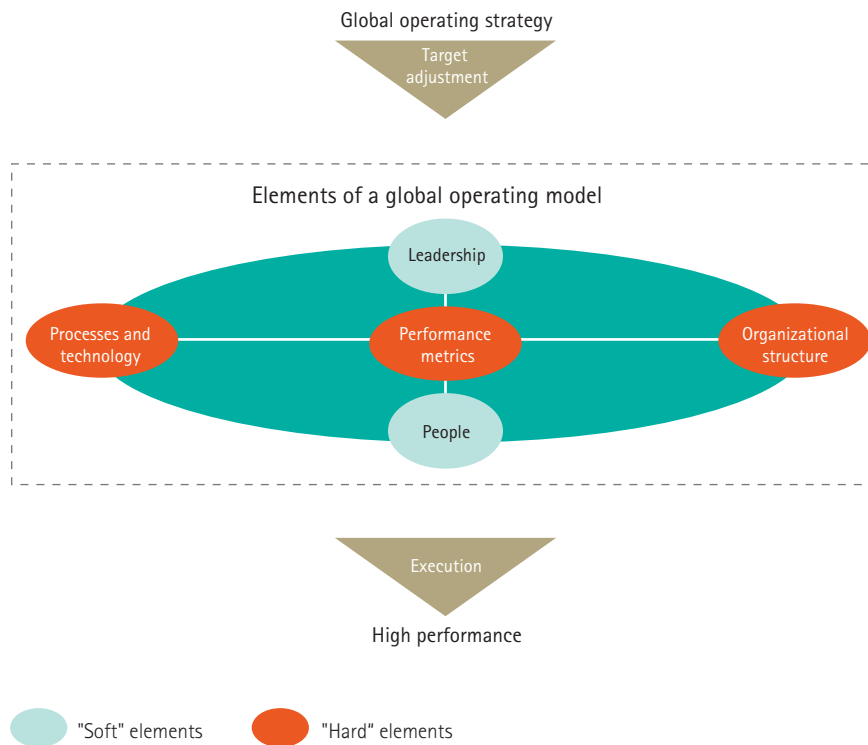 Global operating strategy
Target
adjustment
Elements of a global operating model
Leadership
Processes and
technology
Performance
metrics
Organizational
structure
People
Execution
High performance
"Soft" elements
"Hard“ elements